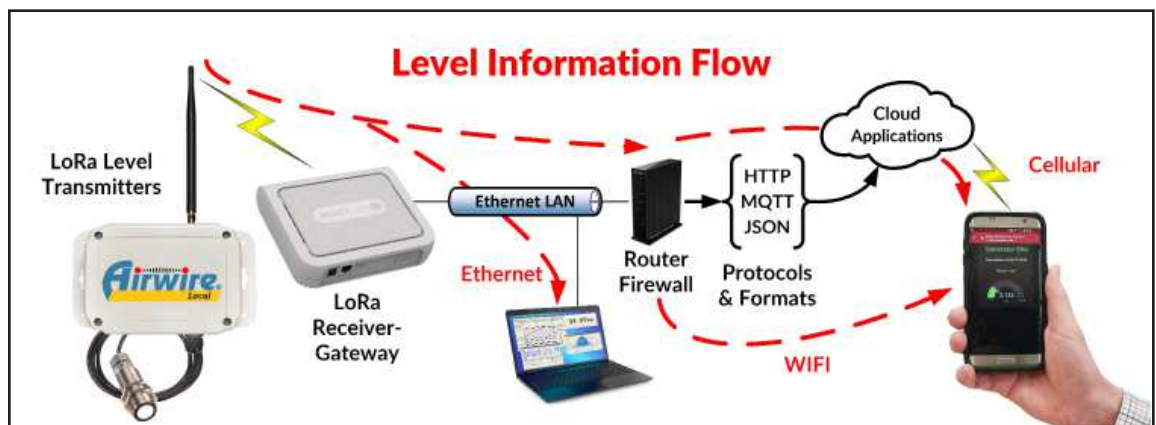 Level Information Flow
LoRa Level
Transmitters
Airwire®
Local
LoRa
Receiver-
Gateway
Ethernet LAN
Ethernet
Router
Firewall
HTTP
MQTT
JSON
Protocols
& Formats
Cloud
Applications
Cellular
WIFI